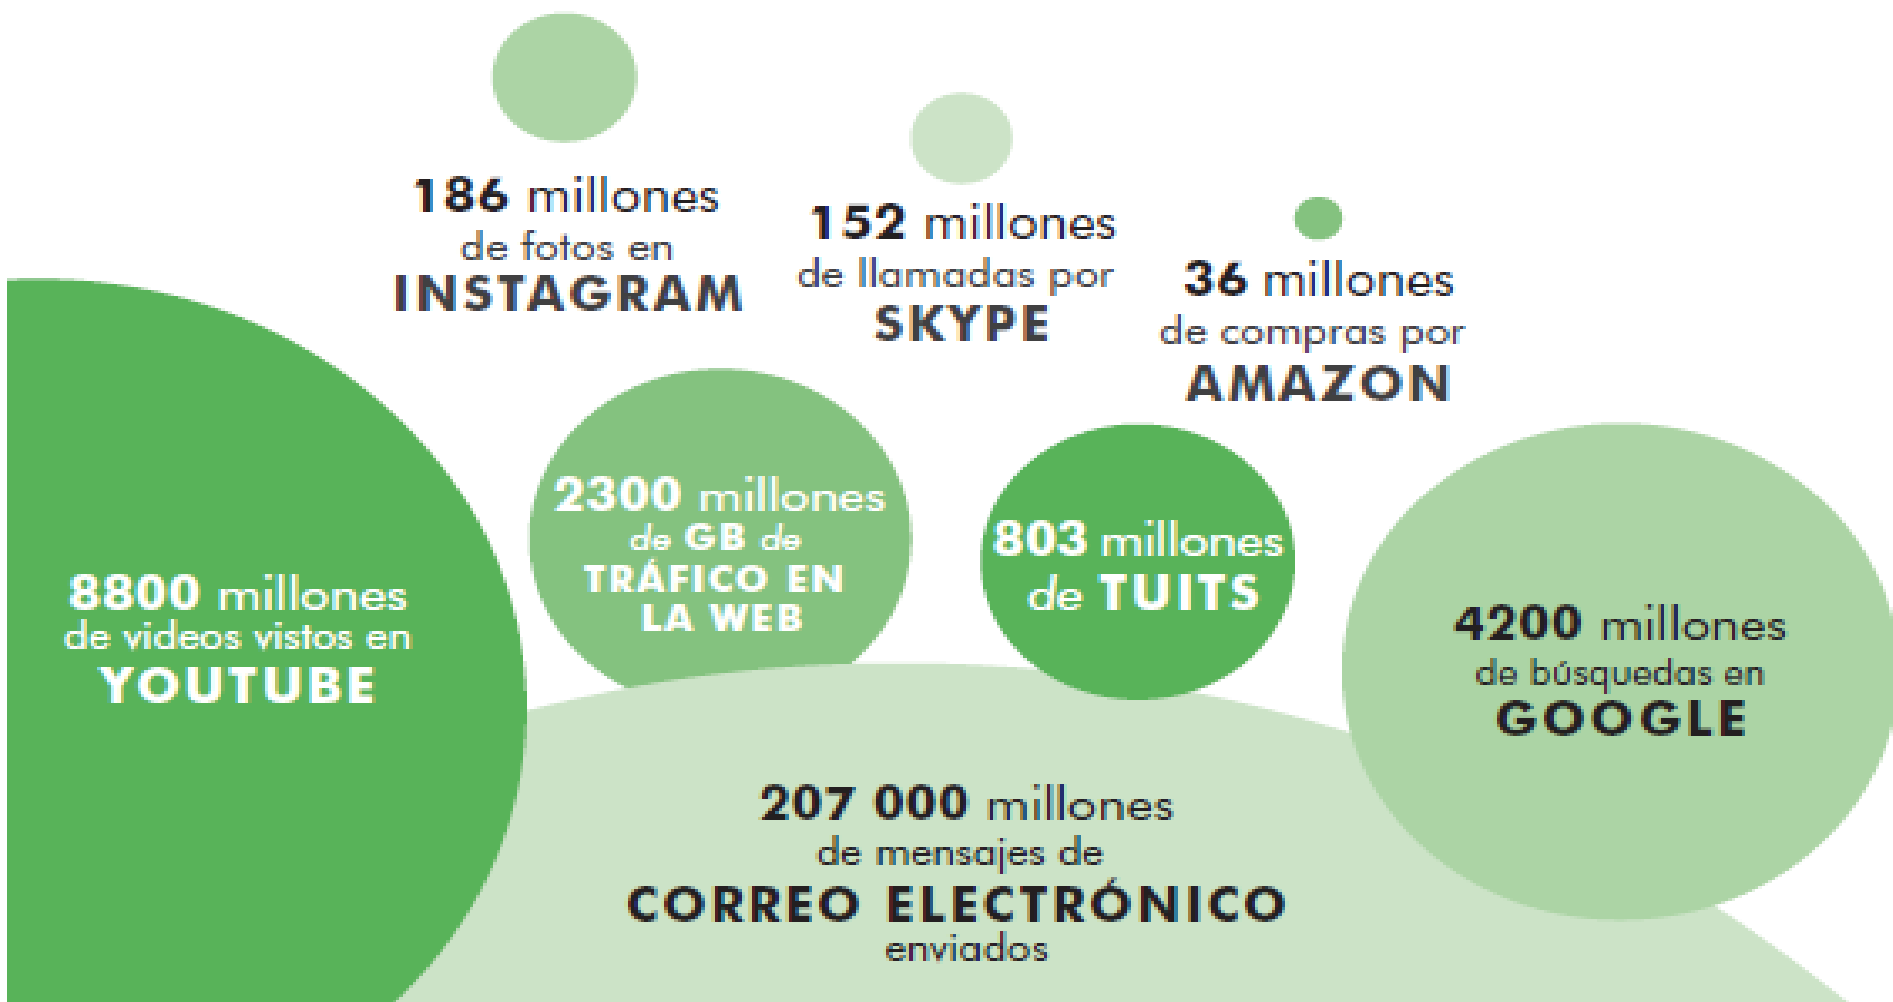 186 millones
de fotos en
INSTAGRAM
152 millones
de llamadas por
SKYPE
36 millones
de compras por
AMAZON
8800 millones
de videos vistos en
YOUTUBE
2300 millones
de GB de
TRÁFICO EN
LA WEB
803 millones
de TUITS
4200 millones
de búsquedas en
GOOGLE
207 000 millones
de mensajes de
CORREO ELECTRÓNICO
enviados